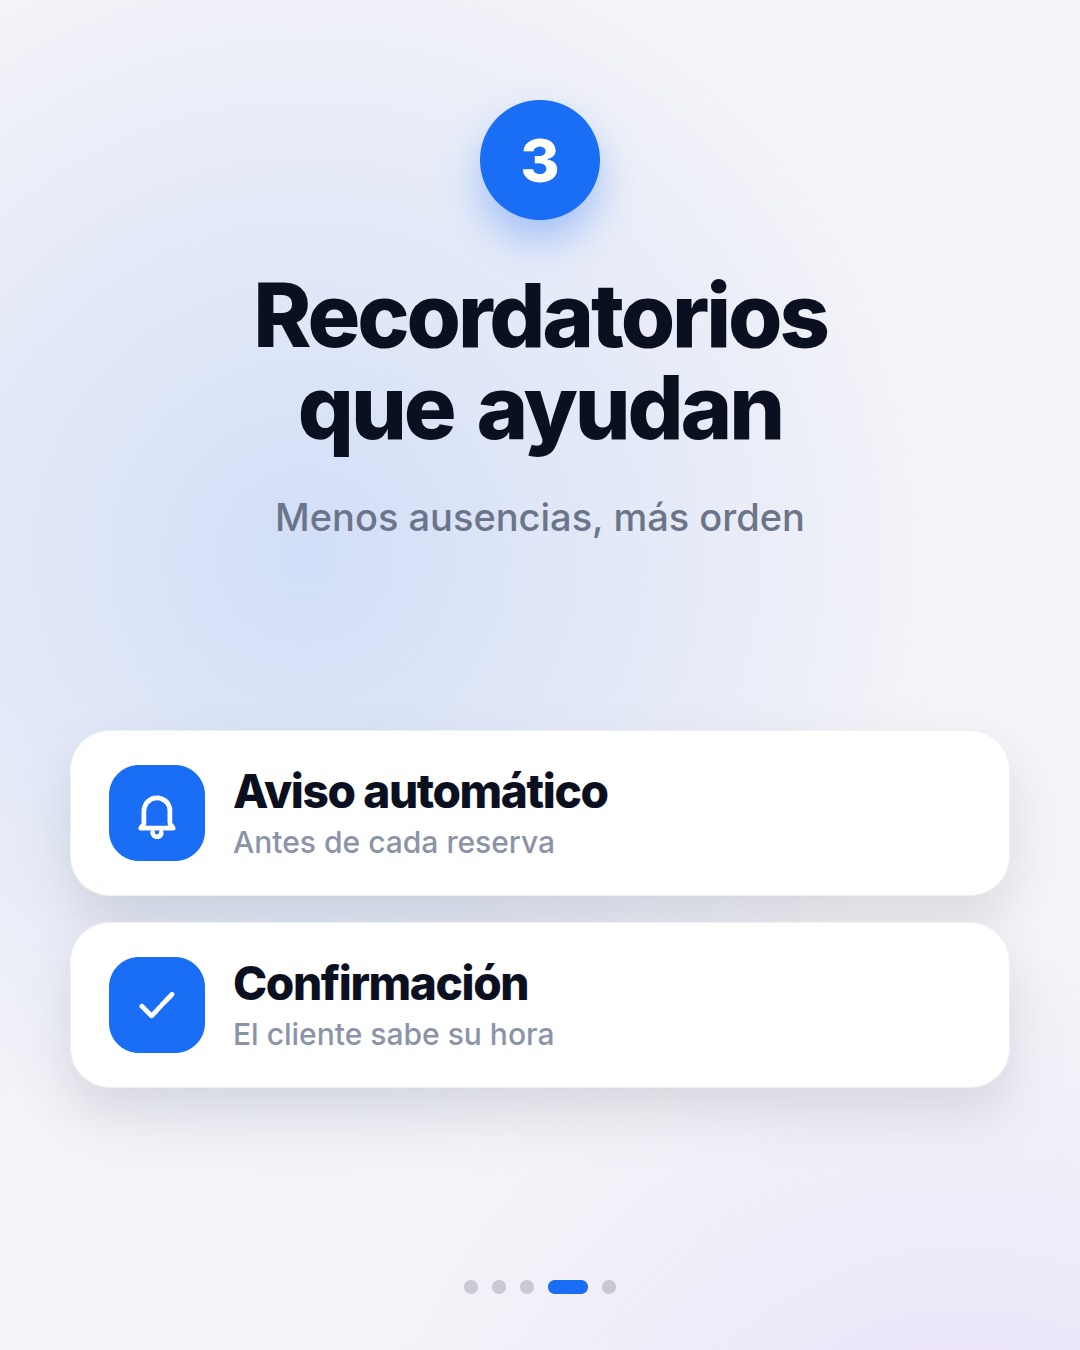 3
Recordatorios
que ayudan
Menos ausencias, más orden
Aviso automático
Antes de cada reserva
Confirmación
El cliente sabe su hora